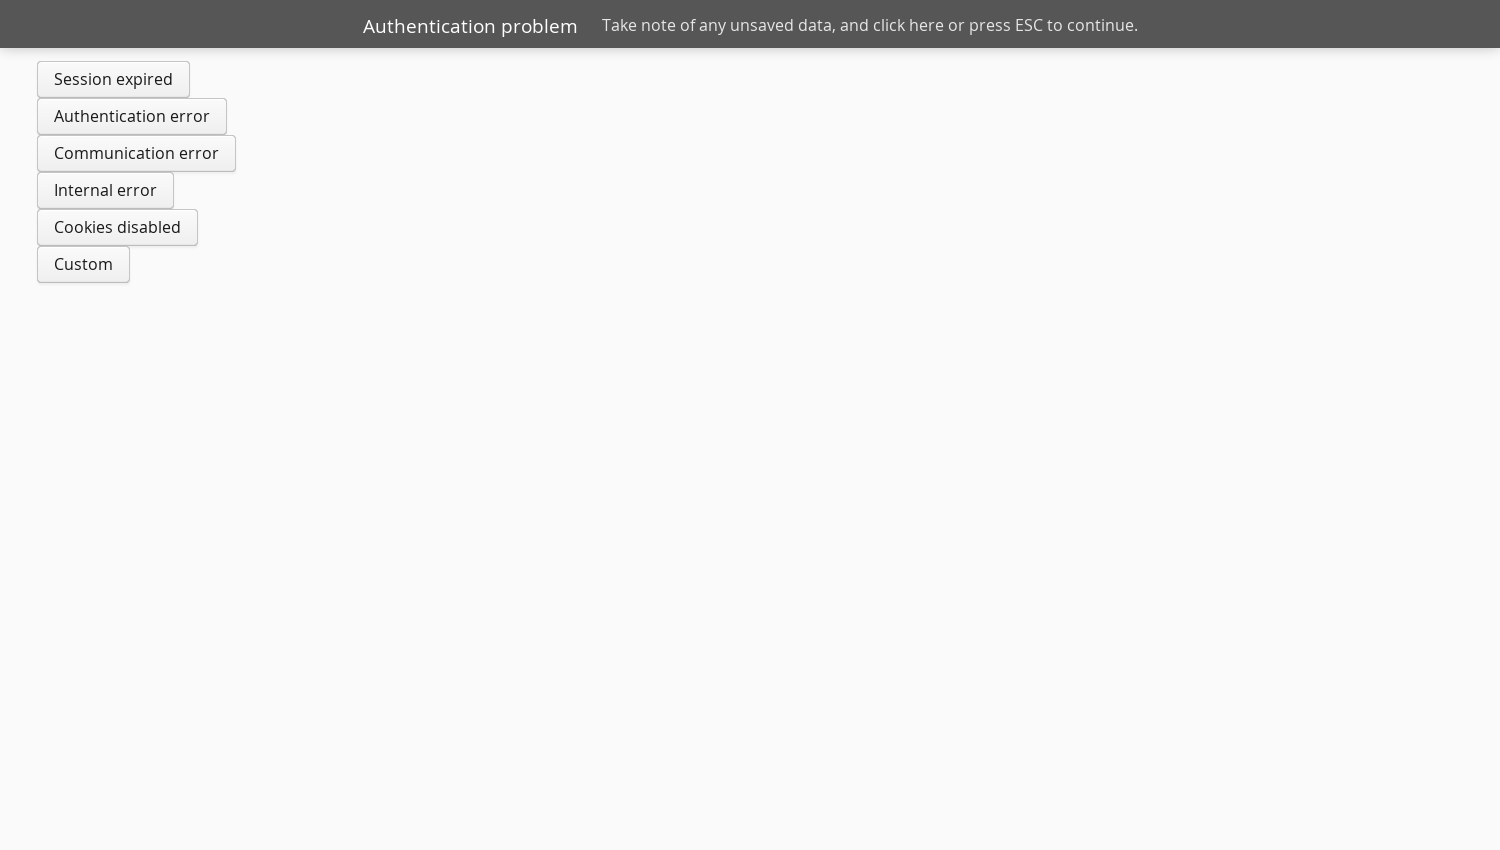 Authentication problem Take note of any unsaved data, and click here or press ESC to continue.
Session expired
Authentication error
Communication error
Internal error
Cookies disabled
Custom